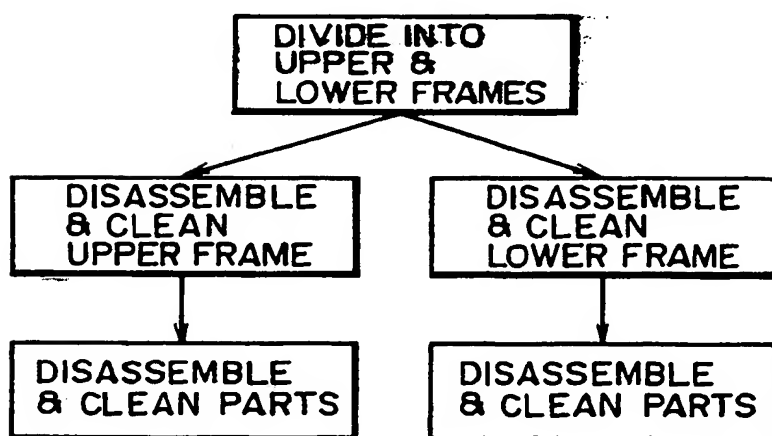 DIVIDE INTO
UPPER &
LOWER FRAMES
DISASSEMBLE
& CLEAN
UPPER FRAME
DISASSEMBLE
& CLEAN
LOWER FRAME
DISASSEMBLE
& CLEAN PARTS
DISASSEMBLE
& CLEAN PARTS